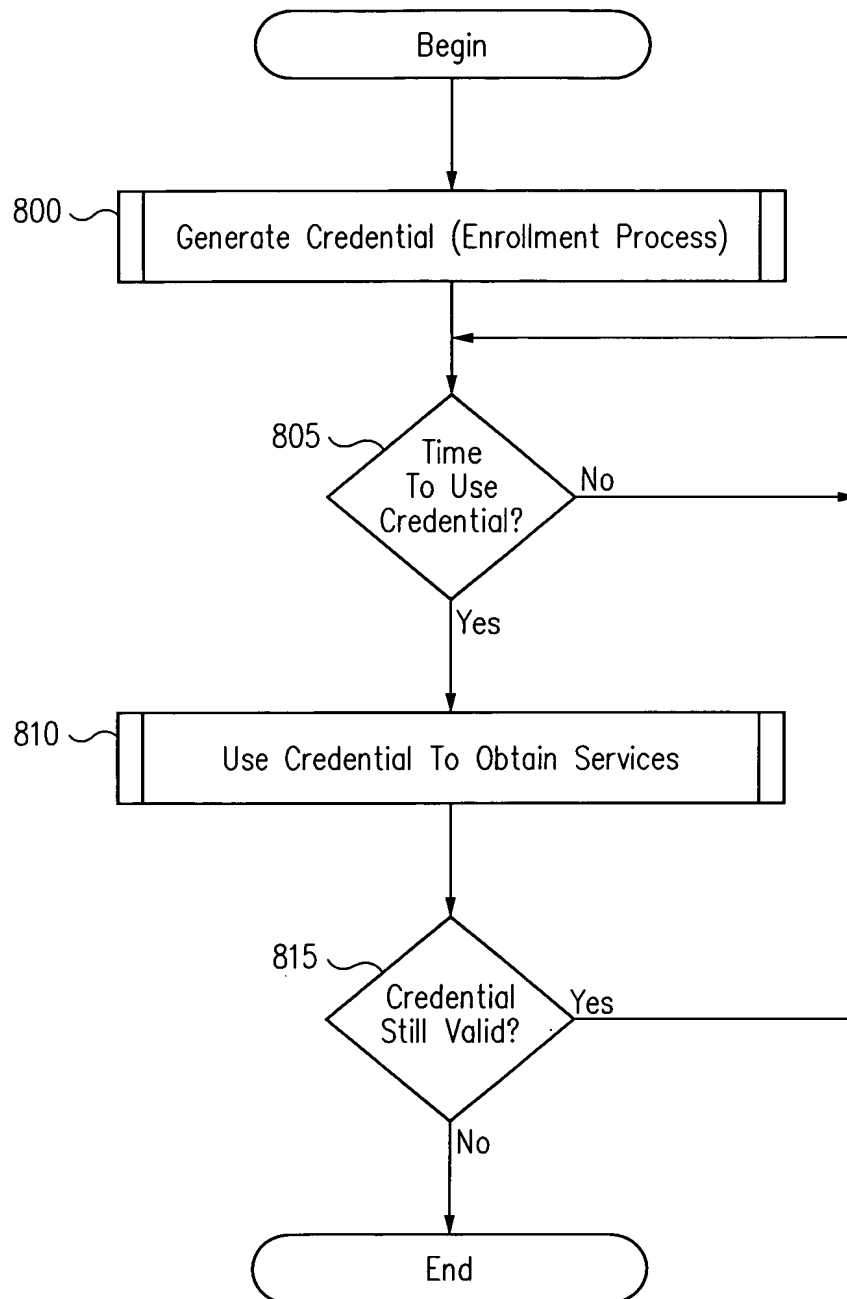 Begin
800
Generate Credential (Enrollment Process)
805
Time
To Use
Credential?
No
Yes
810
Use Credential To Obtain Services
815
Credential
Still Valid?
Yes
No
End